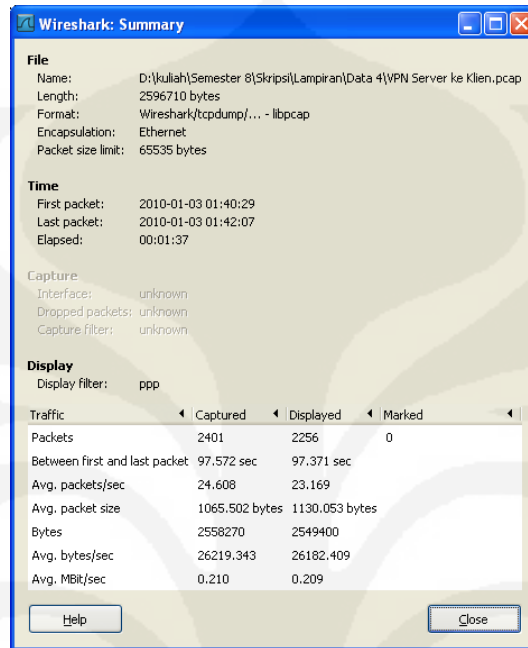 Wireshark: Summary
File
Name: D:\kuliah\Semester 8\Skripsi\Lampiran\Data 4\VPN Server ke Klien.pcap
Length: 2596710 bytes
Format: Wireshark/tcpdump/... - libpcap
Encapsulation: Ethernet
Packet size limit: 65535 bytes
Time
First packet: 2010-01-03 01:40:29
Last packet: 2010-01-03 01:42:07
Elapsed: 00:01:37
Capture
Interface: unknown
Dropped packets: unknown
Capture filter: unknown
Display
Display filter: ppp
Traffic Captured Displayed Marked
Packets 2401 2256 0
Between first and last packet 97.572 sec 97.371 sec
Avg. packets/sec 24.608 23.169
Avg. packet size 1065.502 bytes 1130.053 bytes
Bytes 2558270 2549400
Avg. bytes/sec 26219.343 26182.409
Avg. MBit/sec 0.210 0.209
Help Close